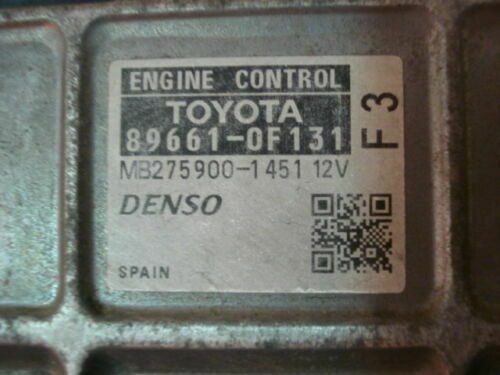 ENGINE CONTROL
TOYOTA
89661-0F131
F3
MB275900-1451 12V
DENSO
SPAIN